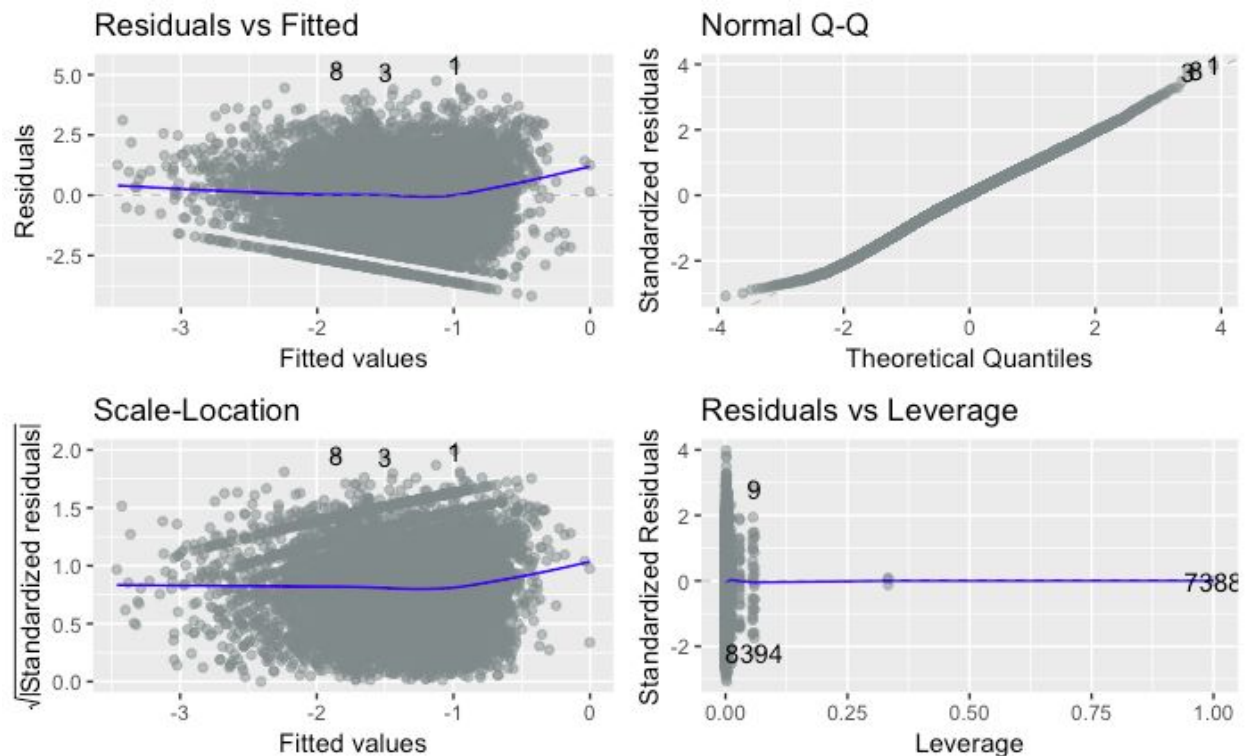 Residuals vs Fitted
5.0
2.5
0.0
-2.5
Residuals
8 3 1
-3 -2 -1 0
Fitted values
Normal Q-Q
4
2
0
-2
Standardized residuals
3 8 1
-4 -2 0 2 4
Theoretical Quantiles
Scale-Location
2.0
1.5
1.0
0.5
0.0
√|Standardized residuals|
8 3 1
-3 -2 -1 0
Fitted values
Residuals vs Leverage
4
2
0
-2
Standardized Residuals
9
7388
8394
0.00 0.25 0.50 0.75 1.00
Leverage